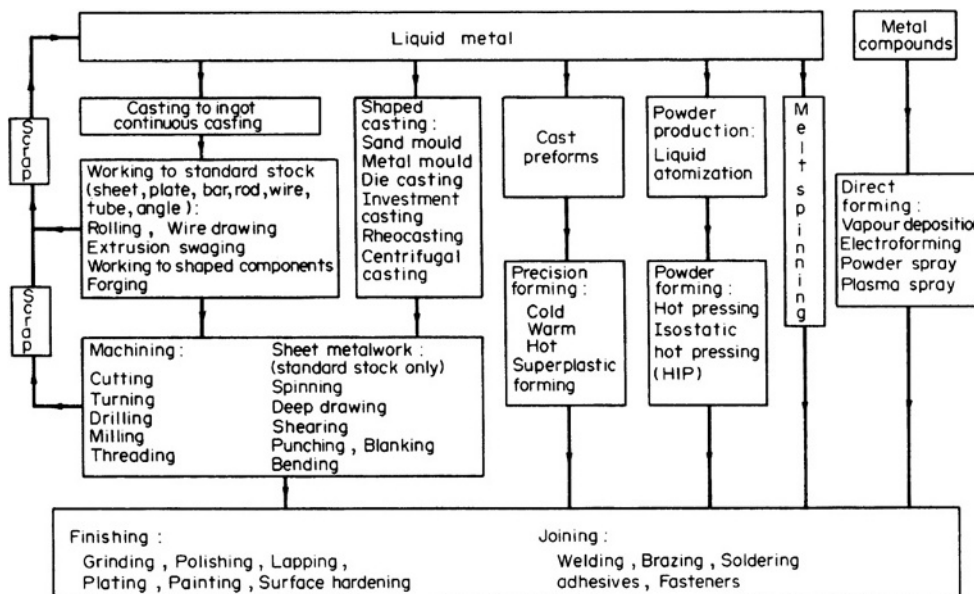 Liquid metal
Metal
compounds
Scrap
Scrap
Casting to ingot
continuous casting
Working to standard stock
(sheet, plate, bar, rod, wire,
tube, angle):
Rolling, Wire drawing
Extrusion swaging
Working to shaped components
Forging
Shaped
casting:
Sand mould
Metal mould
Die casting
Investment
casting
Rheocasting
Centrifugal
casting
Cast
preforms
Powder
production:
Liquid
atomization
Melt spinning
Direct
forming:
Vapour deposition
Electroforming
Powder spray
Plasma spray
Precision
forming:
Cold
Warm
Hot
Superplastic
forming
Powder
forming:
Hot pressing
Isostatic
hot pressing
(HIP)
Machining:
Cutting
Turning
Drilling
Milling
Threading
Sheet metalwork:
(standard stock only)
Spinning
Deep drawing
Shearing
Punching, Blanking
Bending
Finishing:
Grinding, Polishing, Lapping,
Plating, Painting, Surface hardening
Joining:
Welding, Brazing, Soldering
adhesives, Fasteners